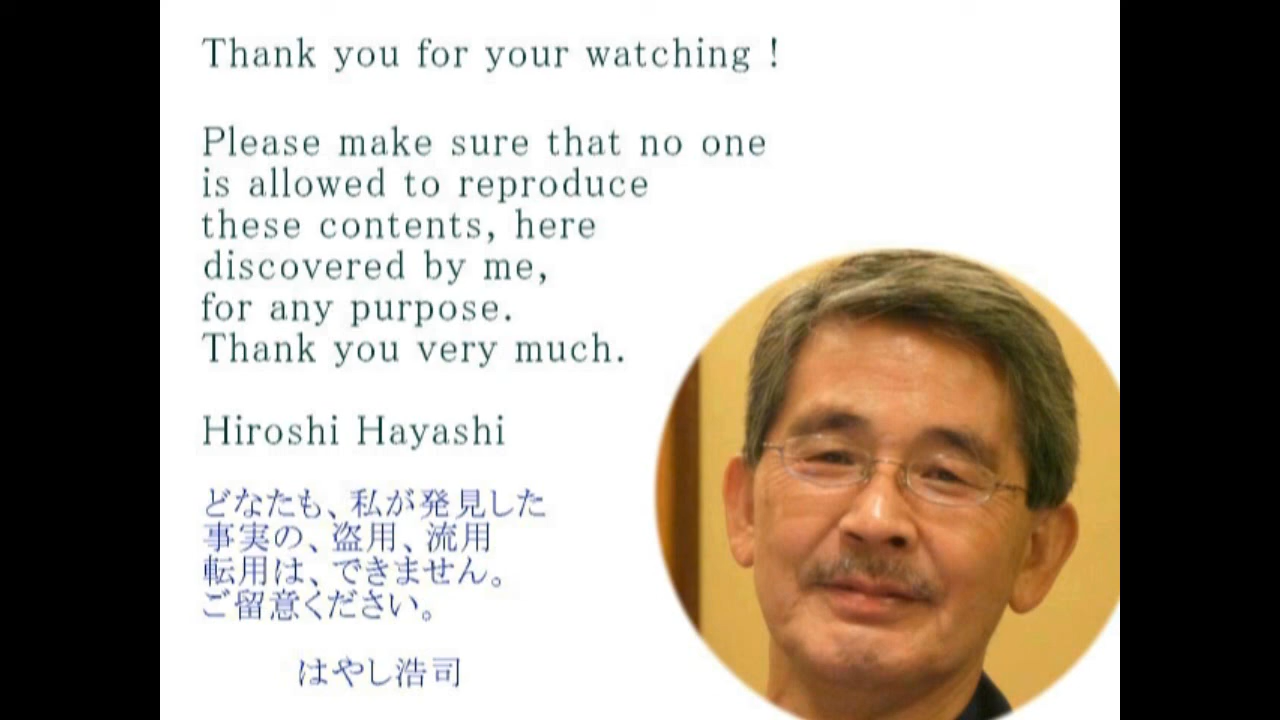 Thank you for your watching !
Please make sure that no one
is allowed to reproduce
these contents, here
discovered by me,
for any purpose.
Thank you very much.
Hiroshi Hayashi
どなたも、私が発見した
事実の、盗用、流用
転用は、できません。
ご留意ください。
はやし浩司